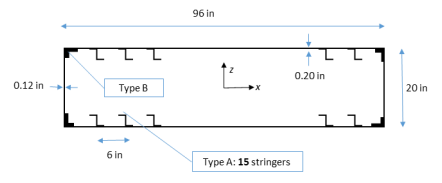 96 in
z
x
0.12 in
Type B
0.20 in
20 in
6 in
Type A: 15 stringers